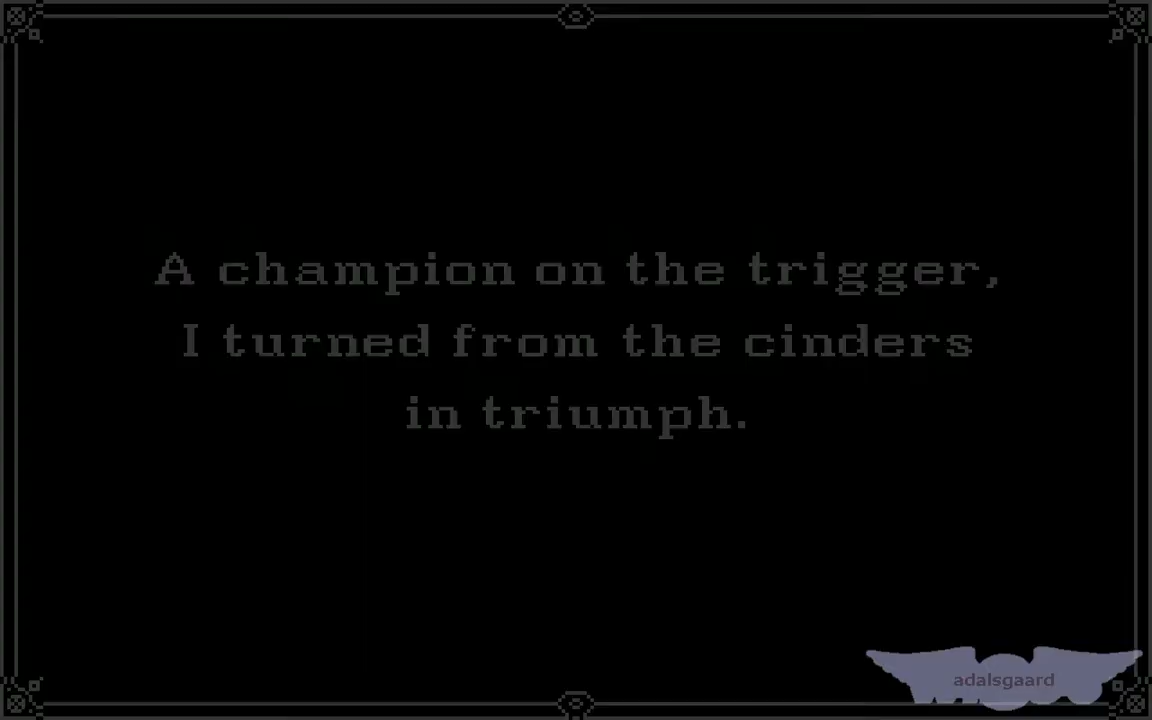 A champion on the trigger,
I turned from the cinders
in triumph.
adalsgaard